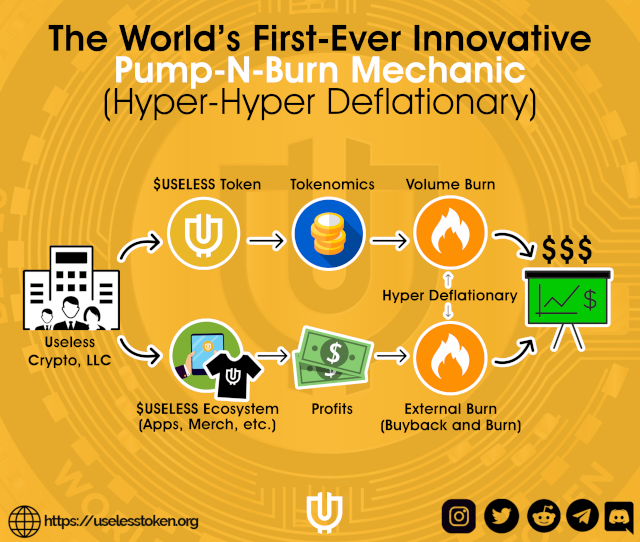 The World's First-Ever Innovative
Pump-N-Burn Mechanic
(Hyper-Hyper Deflationary)
$USELESS Token
Tokenomics
Volume Burn
$$$
$
Hyper Deflationary
Useless
Crypto, LLC
$
$
$USELESS Ecosystem
(Apps, Merch, etc.)
Profits
External Burn
(Buyback and Burn)
https://uselesstoken.org